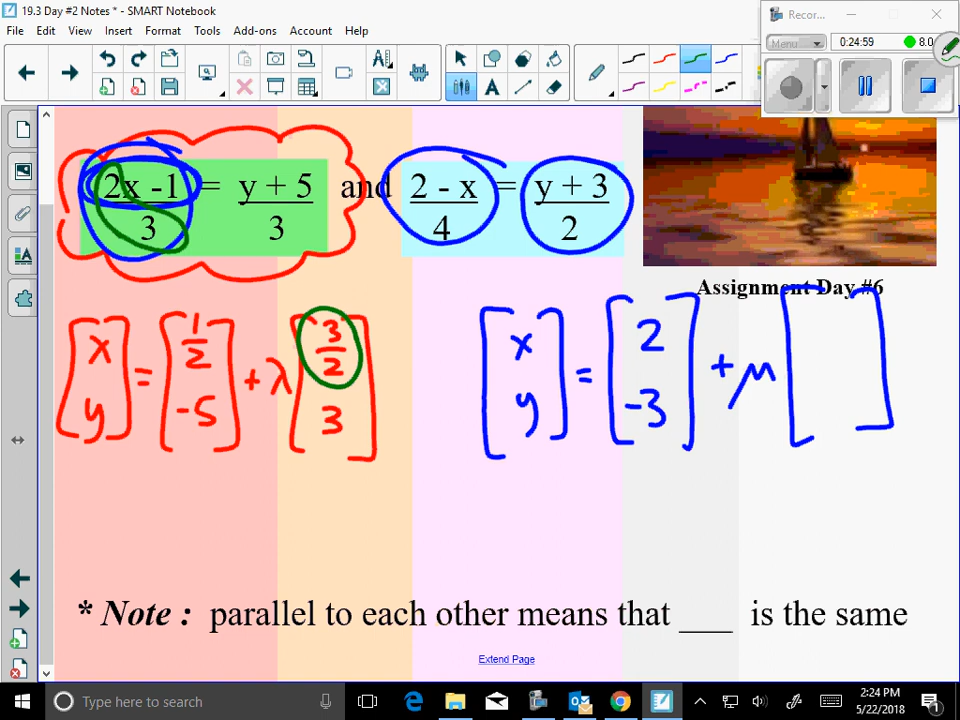 19.3 Day #2 Notes * - SMART Notebook
File Edit View Insert Format Tools Add-ons Account Help
Recor...
Menu
0:24:59
8.0
2x -1 = y + 5 and 2 - x = y + 3
3 3 4 2
Assignment Day #6
[x y] = [1/2 -5] + λ [3/2 3]
[x y] = [2 -3] + μ [ ]
* Note : parallel to each other means that ___ is the same
Extend Page
Type here to search
2:24 PM
5/22/2018
1